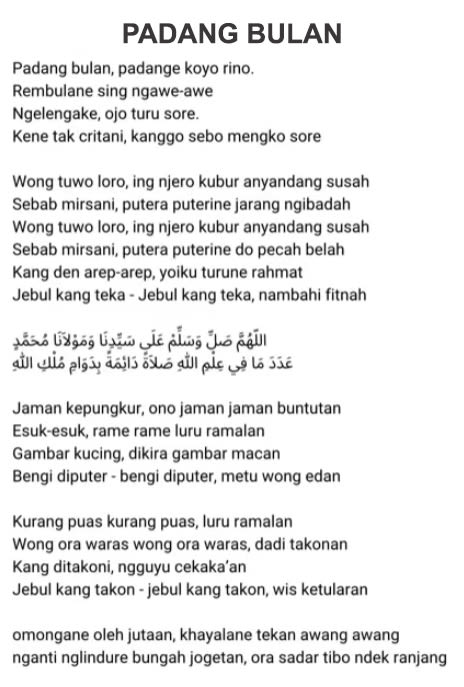 PADANG BULAN
Padang bulan, padange koyo rino.
Rembulane sing ngawe-awe
Ngelengake, ojo turu sore.
Kene tak critani, kanggo sebo mengko sore
Wong tuwo loro, ing njero kubur anyandang susah
Sebab mirsani, putera puterine jarang ngibadah
Wong tuwo loro, ing njero kubur anyandang susah
Sebab mirsani, putera puterine do pecah belah
Kang den arep-arep, yoiku turune rahmat
Jebul kang teka - Jebul kang teka, nambahi fitnah
اللّٰهُمَّ صَلِّ وَسَلِّمْ عَلَى سَيِّدِنَا وَمَوْلَانَا مُحَمَّدٍ
عَدَدَ مَا فِي عِلْمِ اللهِ صَلَاةً دَائِمَةً بِدَوَامِ مُلْكِ اللهِ
Jaman kepungkur, ono jaman jaman buntutan
Esuk-esuk, rame rame luru ramalan
Gambar kucing, dikira gambar macan
Bengi diputer - bengi diputer, metu wong edan
Kurang puas kurang puas, luru ramalan
Wong ora waras wong ora waras, dadi takonan
Kang ditakoni, ngguyu cekaka'an
Jebul kang takon - jebul kang takon, wis ketularan
omongane oleh jutaan, khayalane tekan awang awang
nganti nglindure bungah jogetan, ora sadar tibo ndek ranjang